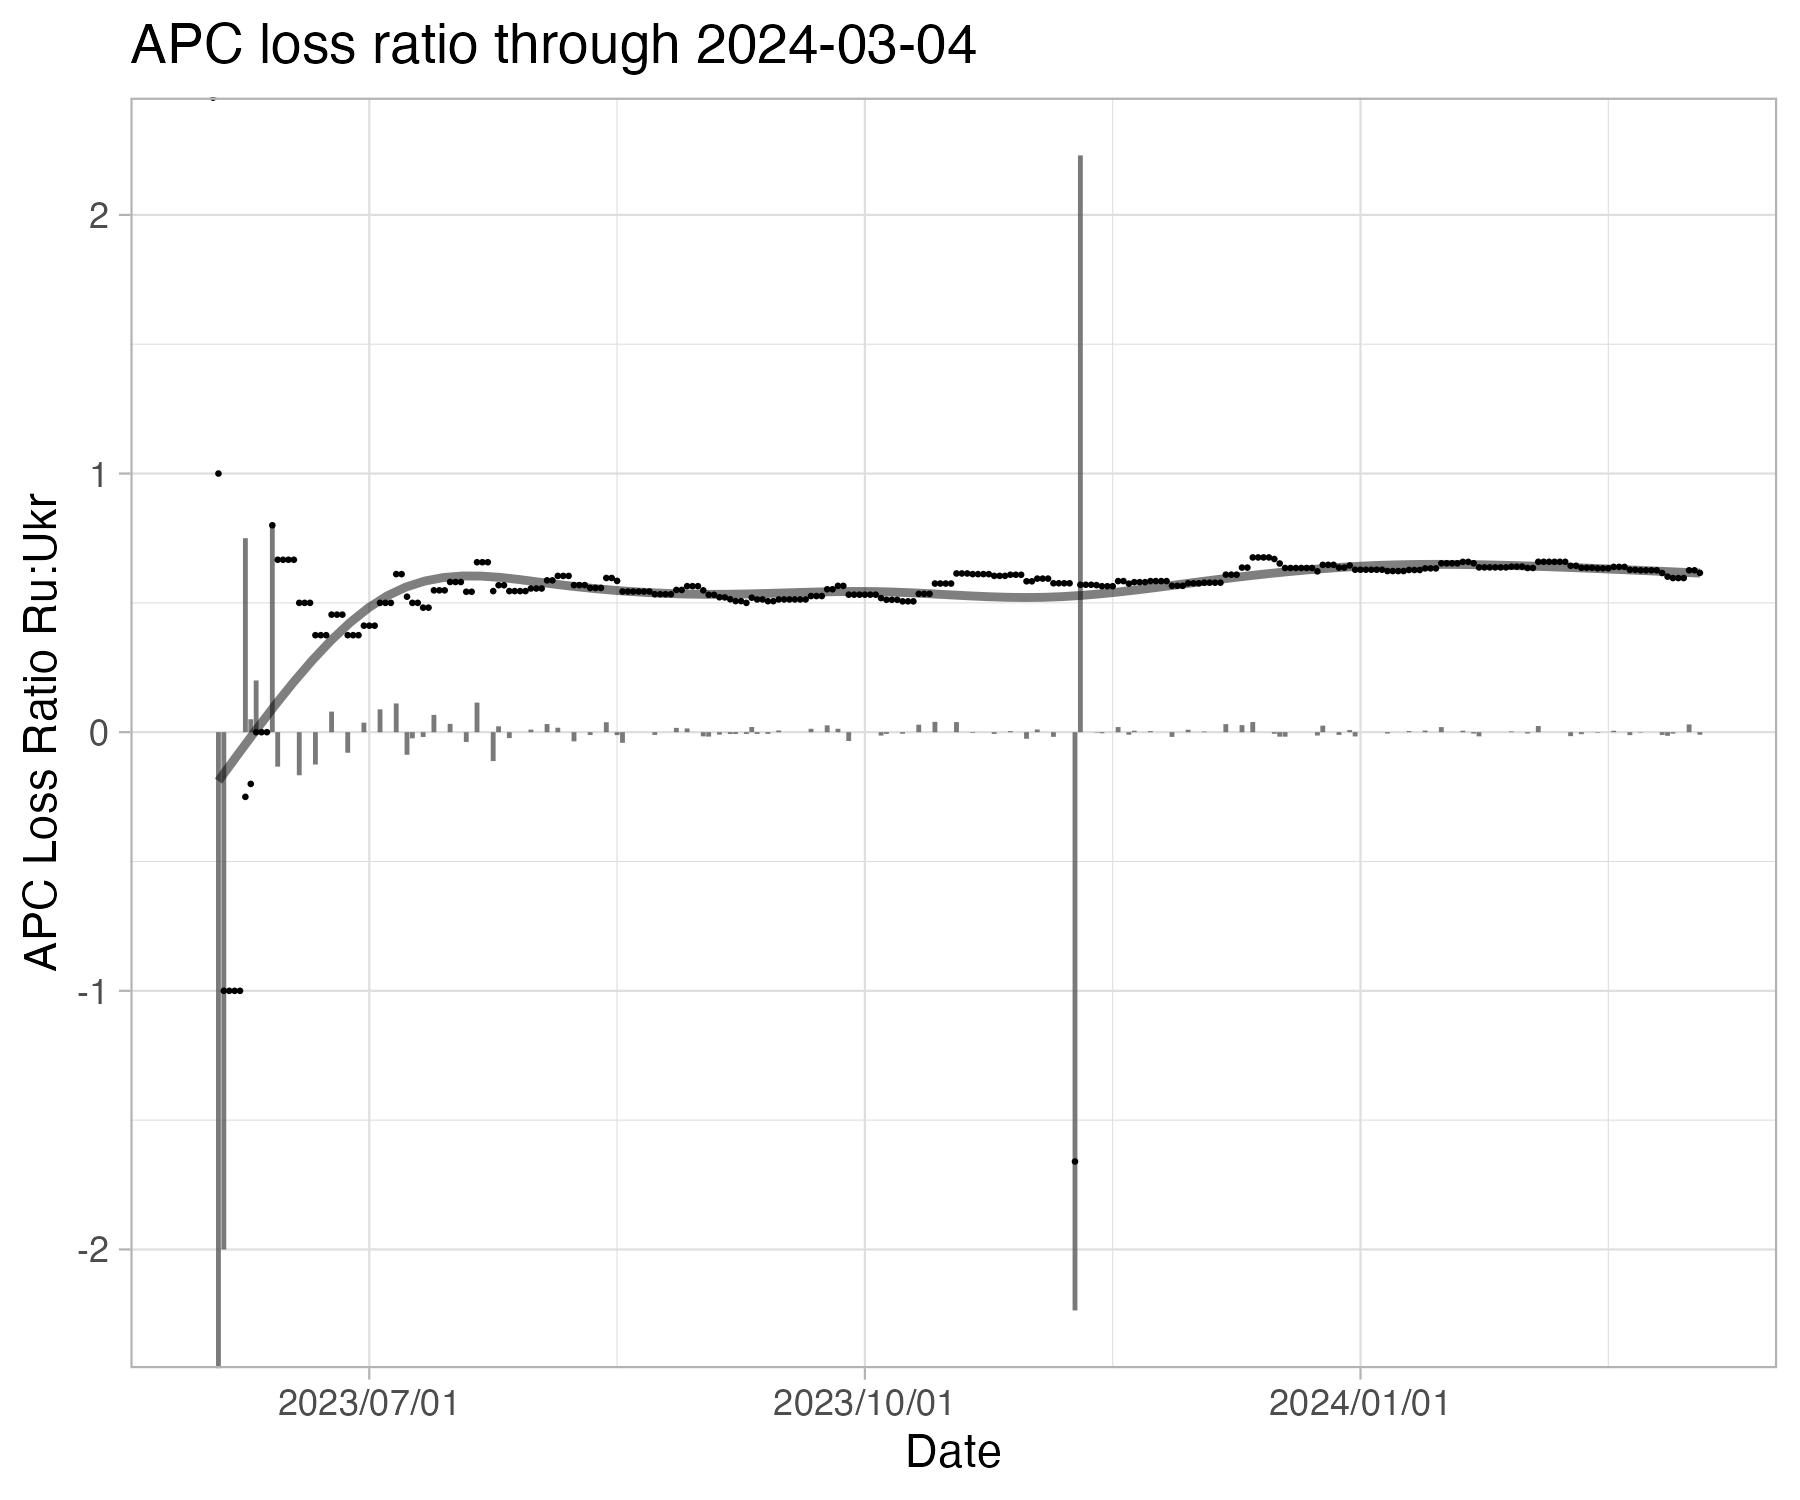 APC loss ratio through 2024-03-04
APC Loss Ratio Ru:Ukr
2
1
0
-1
-2
2023/07/01
2023/10/01
2024/01/01
Date